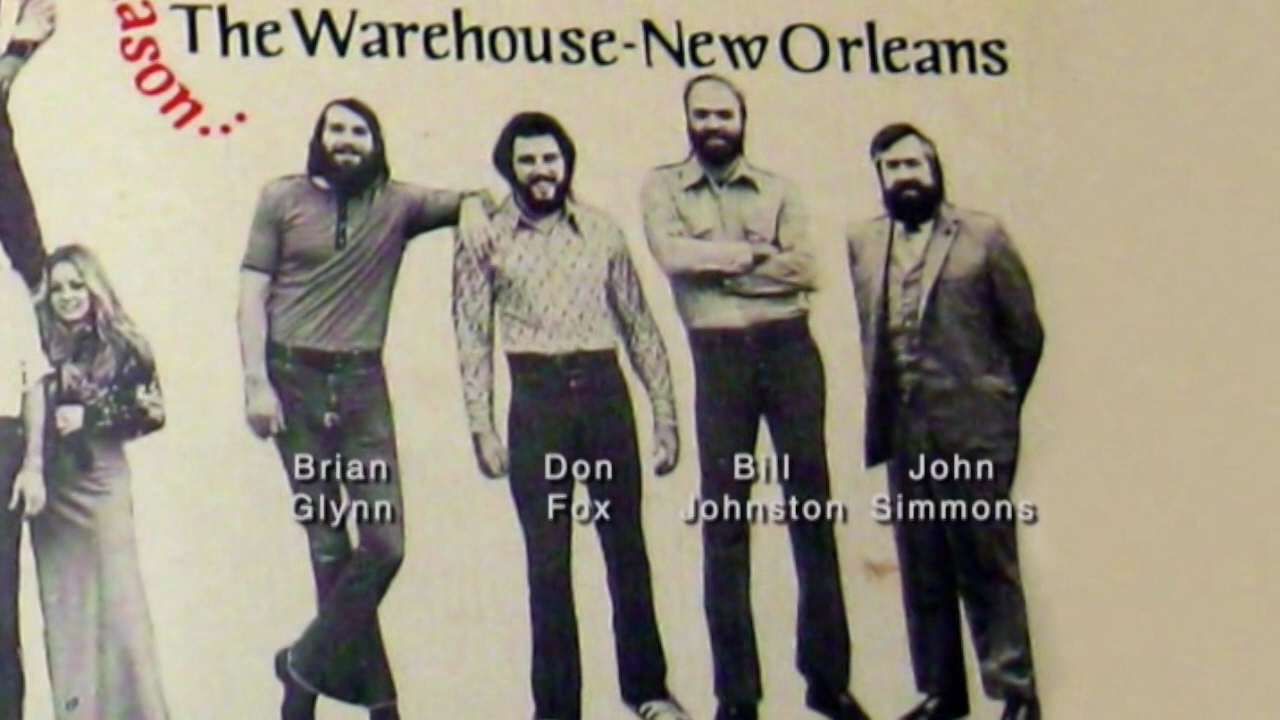 ason...
The Warehouse-New Orleans
Brian
Glynn
Don
Fox
Bill
Johnston
John
Simmons